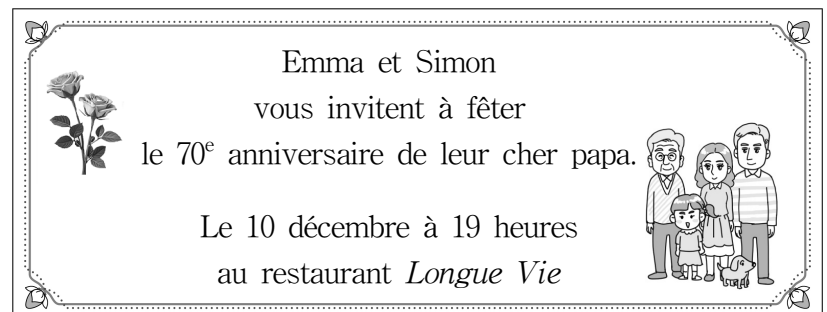 Emma et Simon
vous invitent à fêter
le 70ᵉ anniversaire de leur cher papa.
Le 10 décembre à 19 heures
au restaurant Longue Vie